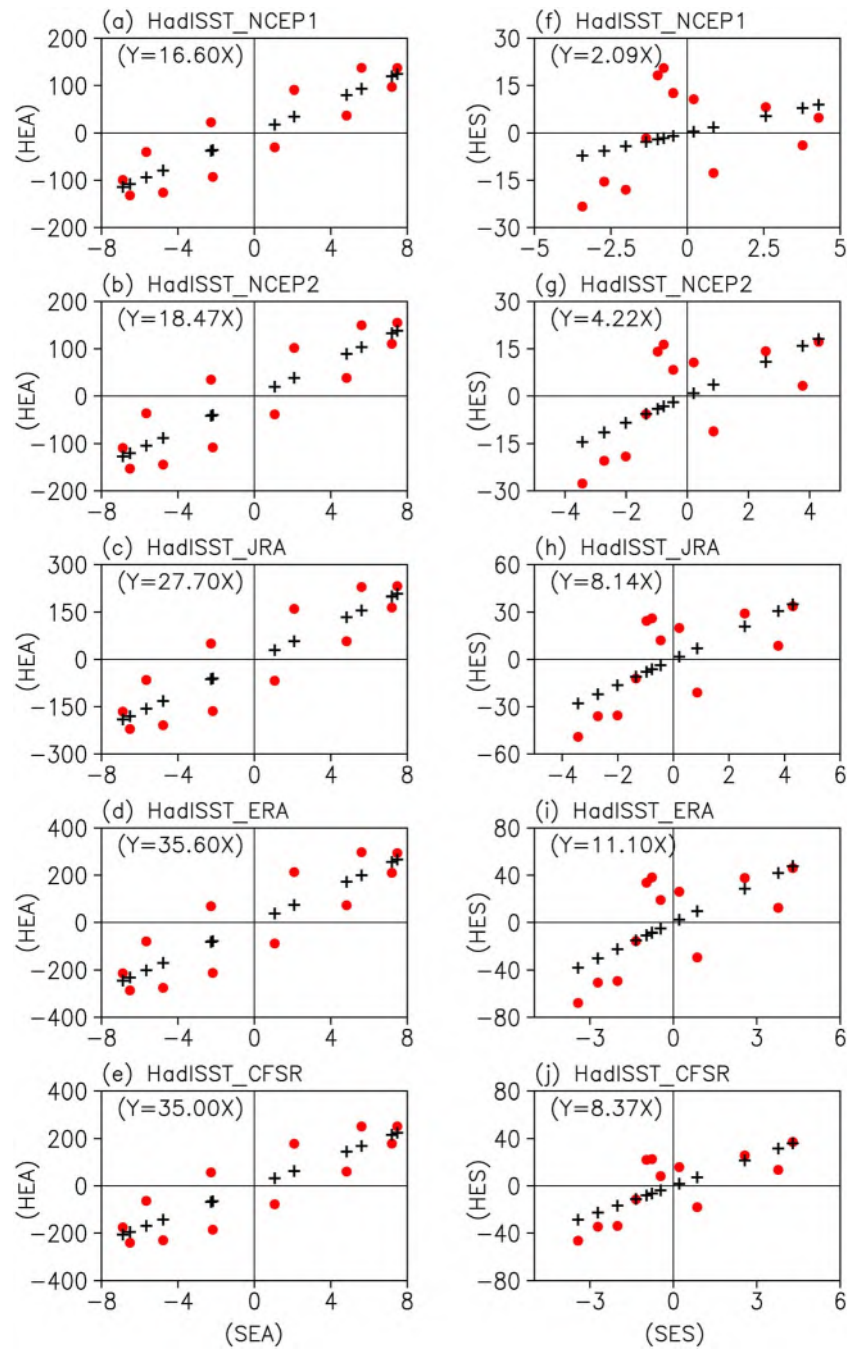 (a) HadISST_NCEP1
(Y=16.60X)
200
100
0
−100
−200
(HEA)
−8 −4 0 4 8
(f) HadISST_NCEP1
(Y=2.09X)
30
15
0
−15
−30
(HES)
−5 −2.5 0 2.5 5
(b) HadISST_NCEP2
(Y=18.47X)
200
100
0
−100
−200
(HEA)
−8 −4 0 4 8
(g) HadISST_NCEP2
(Y=4.22X)
30
15
0
−15
−30
(HES)
−4 −2 0 2 4
(c) HadISST_JRA
(Y=27.70X)
300
150
0
−150
−300
(HEA)
−8 −4 0 4 8
(h) HadISST_JRA
(Y=8.14X)
60
30
0
−30
−60
(HES)
−4 −2 0 2 4 6
(d) HadISST_ERA
(Y=35.60X)
400
200
0
−200
−400
(HEA)
−8 −4 0 4 8
(i) HadISST_ERA
(Y=11.10X)
80
40
0
−40
−80
(HES)
−3 0 3 6
(e) HadISST_CFSR
(Y=35.00X)
400
200
0
−200
−400
(HEA)
−8 −4 0 4 8
(SEA)
(j) HadISST_CFSR
(Y=8.37X)
80
40
0
−40
−80
(HES)
−3 0 3 6
(SES)